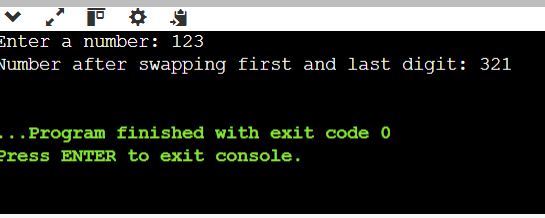 Enter a number: 123
Number after swapping first and last digit: 321
...Program finished with exit code 0
Press ENTER to exit console.